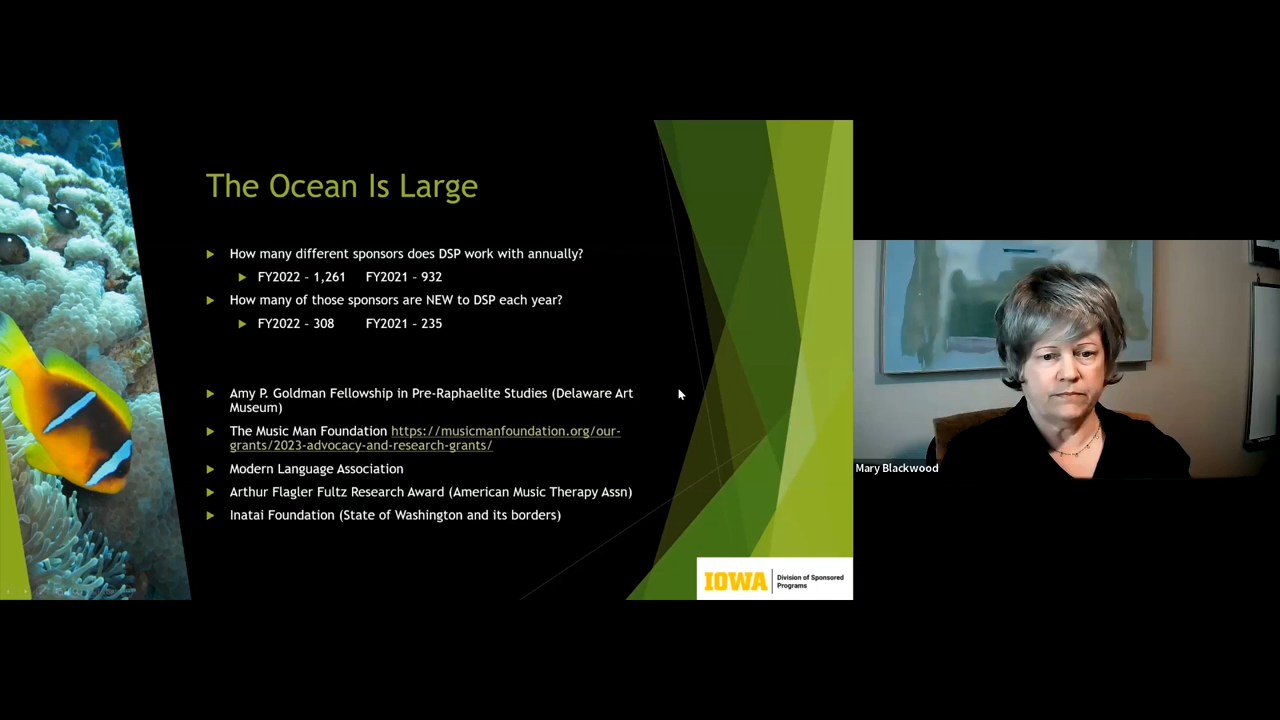 The Ocean Is Large
How many different sponsors does DSP work with annually?
FY2022 - 1,261 FY2021 - 932
How many of those sponsors are NEW to DSP each year?
FY2022 - 308 FY2021 - 235
Amy P. Goldman Fellowship in Pre-Raphaelite Studies (Delaware Art
Museum)
The Music Man Foundation https://musicmanfoundation.org/our-
grants/2023-advocacy-and-research-grants/
Modern Language Association
Arthur Flagler Fultz Research Award (American Music Therapy Assn)
Inatai Foundation (State of Washington and its borders)
IOWA Division of Sponsored
Programs
Mary Blackwood